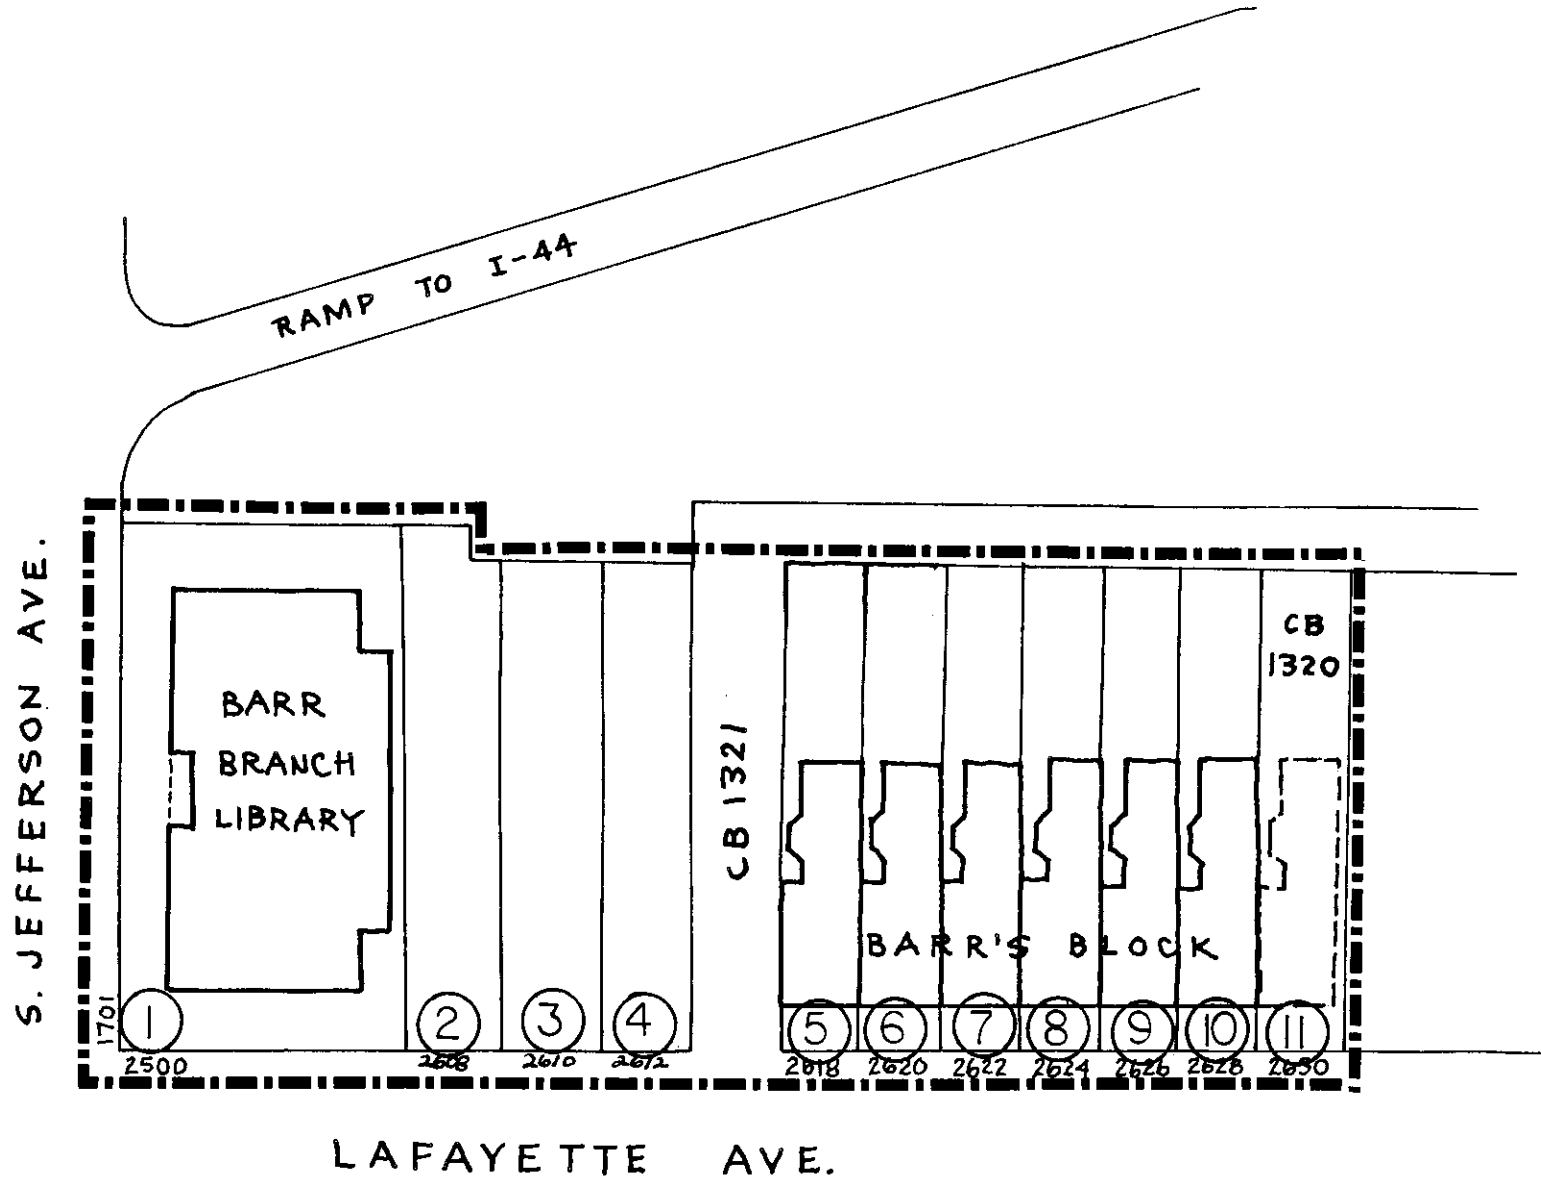 RAMP TO I-44
S. JEFFERSON AVE.
BARR
BRANCH
LIBRARY
CB 1321
CB
1320
BARR'S BLOCK
1 2 3 4 5 6 7 8 9 10 11
1701
2500 2608 2610 2612 2618 2620 2622 2624 2626 2628 2630
LAFAYETTE AVE.